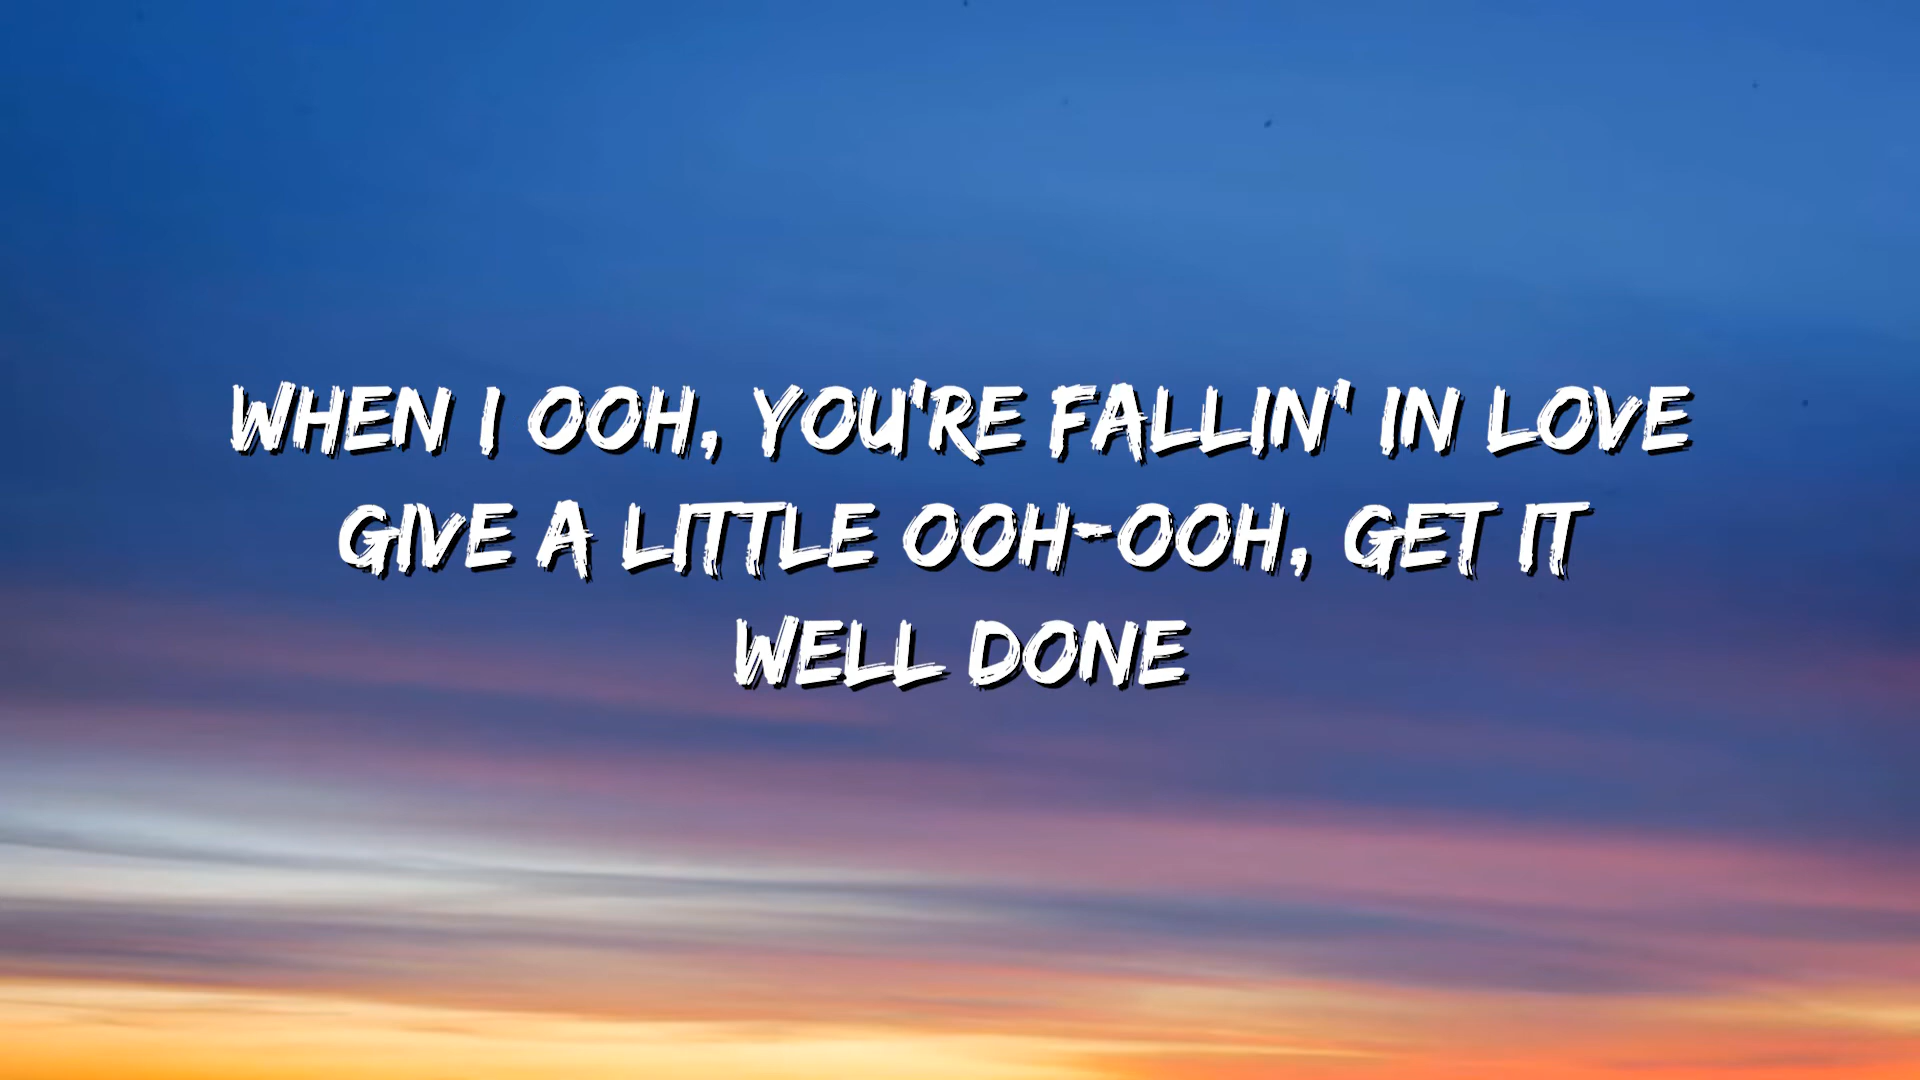 WHEN I OOH, YOU'RE FALLIN' IN LOVE
GIVE A LITTLE OOH-OOH, GET IT
WELL DONE